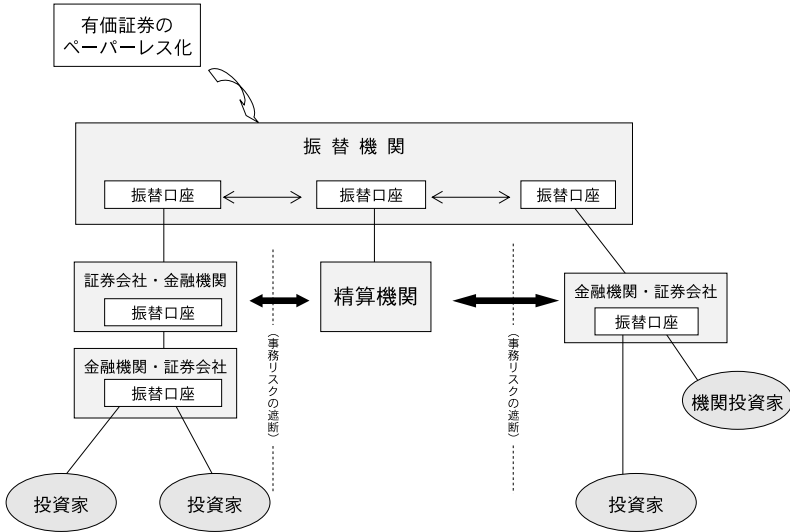 有価証券の
ペーパーレス化
振替機関
振替口座
振替口座
振替口座
証券会社・金融機関
振替口座
精算機関
金融機関・証券会社
振替口座
金融機関・証券会社
振替口座
（事務リスクの遮断）
（事務リスクの遮断）
機関投資家
投資家
投資家
投資家